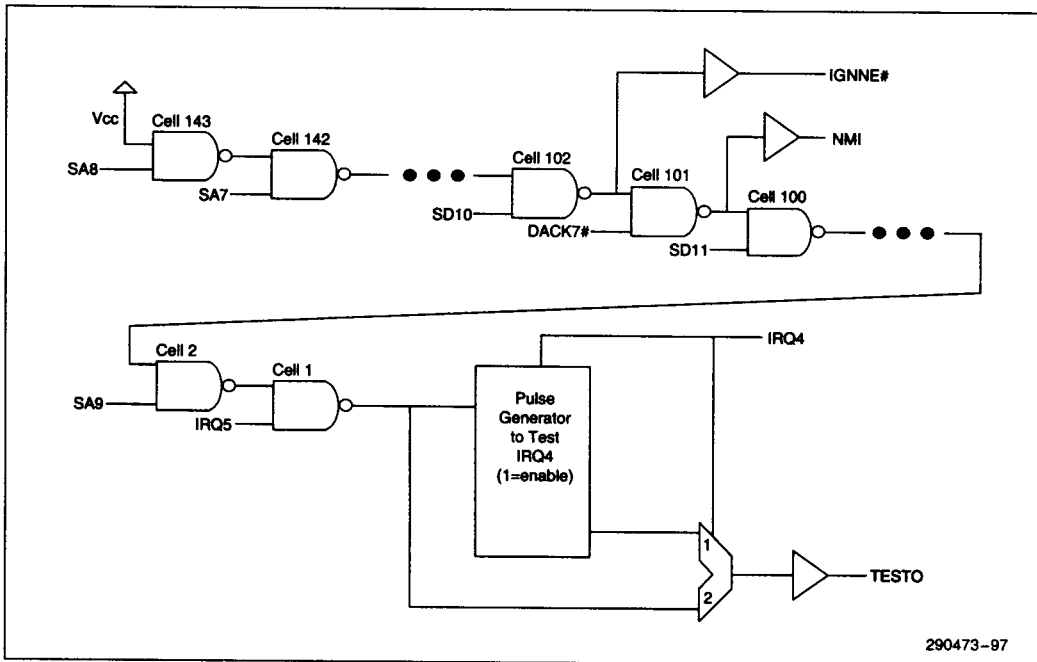 IGNNE#
Vcc
Cell 143
SA8
Cell 142
SA7
Cell 102
SD10
NMI
Cell 101
DACK7#
Cell 100
SD11
Cell 2
SA9
Cell 1
IRQ5
IRQ4
Pulse
Generator
to Test
IRQ4
(1=enable)
1
2
TESTO
290473-97